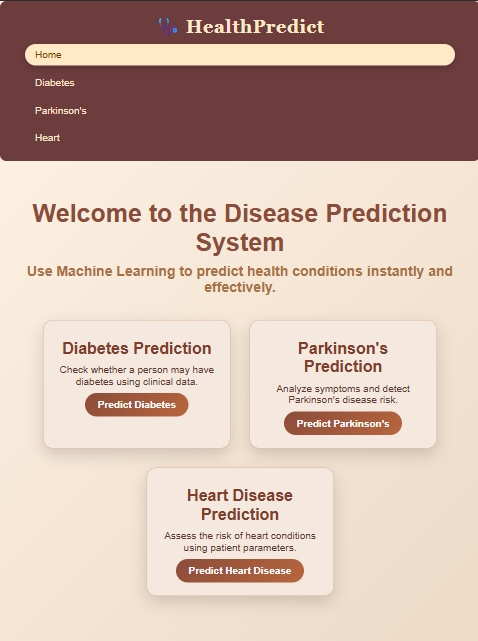 HealthPredict
Home
Diabetes
Parkinson's
Heart
Welcome to the Disease Prediction
System
Use Machine Learning to predict health conditions instantly and
effectively.
Diabetes Prediction
Check whether a person may have
diabetes using clinical data.
Predict Diabetes
Parkinson's
Prediction
Analyze symptoms and detect
Parkinson's disease risk.
Predict Parkinson's
Heart Disease
Prediction
Assess the risk of heart conditions
using patient parameters.
Predict Heart Disease